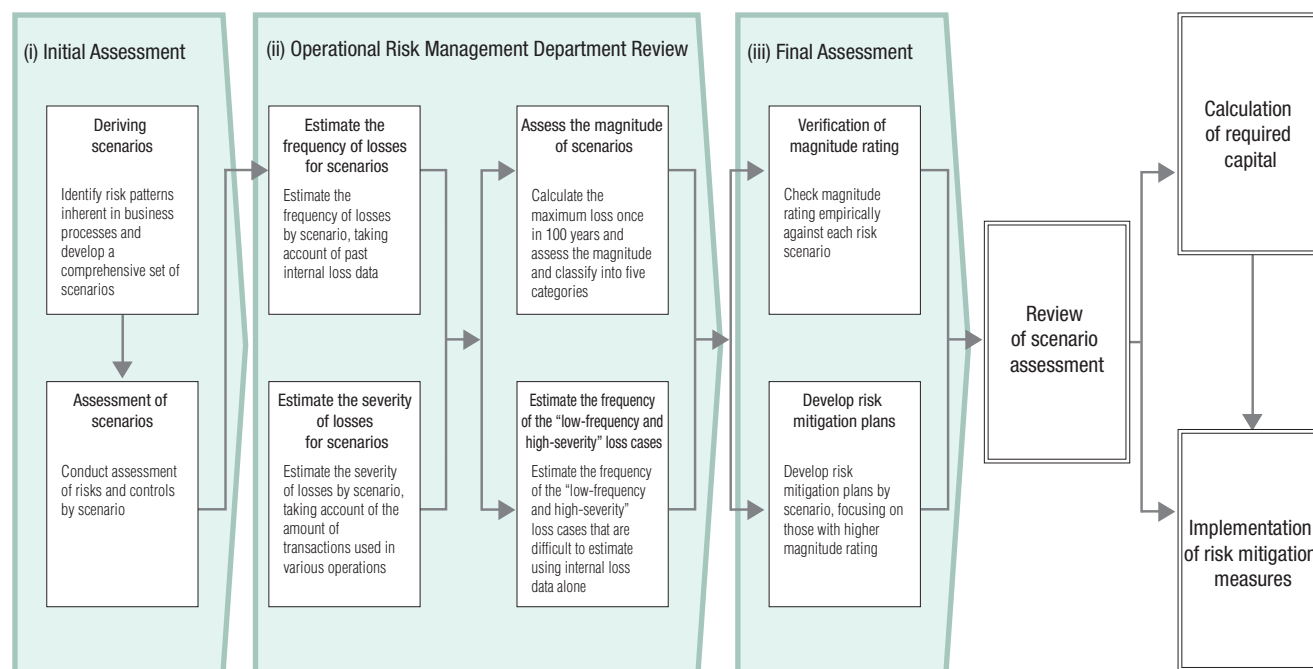 (i) Initial Assessment
Deriving
scenarios
Identify risk patterns
inherent in business
processes and
develop a
comprehensive set of
scenarios
Assessment of
scenarios
Conduct assessment
of risks and controls
by scenario
(ii) Operational Risk Management Department Review
Estimate the
frequency of losses
for scenarios
Estimate the
frequency of losses
by scenario, taking
account of past
internal loss data
Estimate the severity
of losses
for scenarios
Estimate the severity
of losses by scenario,
taking account of the
amount of
transactions used in
various operations
Assess the magnitude
of scenarios
Calculate the
maximum loss once
in 100 years and
assess the magnitude
and classify into five
categories
Estimate the frequency
of the “low-frequency and
high-severity” loss cases
Estimate the frequency
of the “low-frequency
and high-severity”
loss cases that are
difficult to estimate
using internal loss
data alone
(iii) Final Assessment
Verification of
magnitude rating
Check magnitude
rating empirically
against each risk
scenario
Develop risk
mitigation plans
Develop risk
mitigation plans by
scenario, focusing on
those with higher
magnitude rating
Review
of scenario
assessment
Calculation
of required
capital
Implementation
of risk mitigation
measures